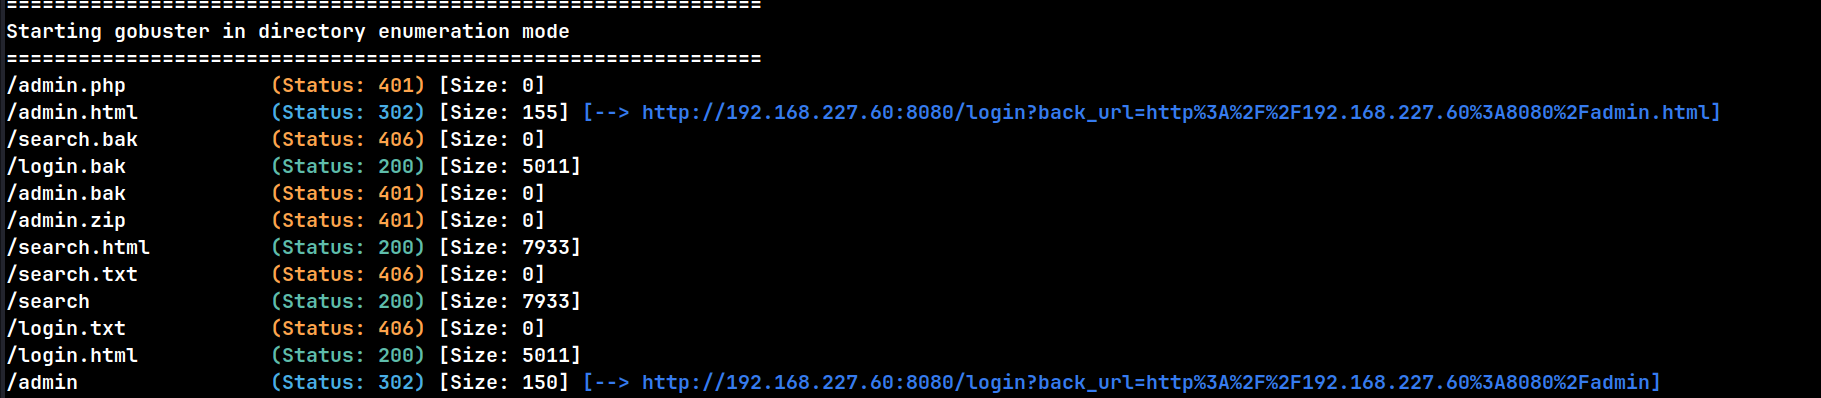 ===============================================================
Starting gobuster in directory enumeration mode
===============================================================
/admin.php            (Status: 401) [Size: 0]
/admin.html           (Status: 302) [Size: 155] [--> http://192.168.227.60:8080/login?back_url=http%3A%2F%2F192.168.227.60%3A8080%2Fadmin.html]
/search.bak           (Status: 406) [Size: 0]
/login.bak            (Status: 200) [Size: 5011]
/admin.bak            (Status: 401) [Size: 0]
/admin.zip            (Status: 401) [Size: 0]
/search.html          (Status: 200) [Size: 7933]
/search.txt           (Status: 406) [Size: 0]
/search               (Status: 200) [Size: 7933]
/login.txt            (Status: 406) [Size: 0]
/login.html           (Status: 200) [Size: 5011]
/admin                (Status: 302) [Size: 150] [--> http://192.168.227.60:8080/login?back_url=http%3A%2F%2F192.168.227.60%3A8080%2Fadmin]